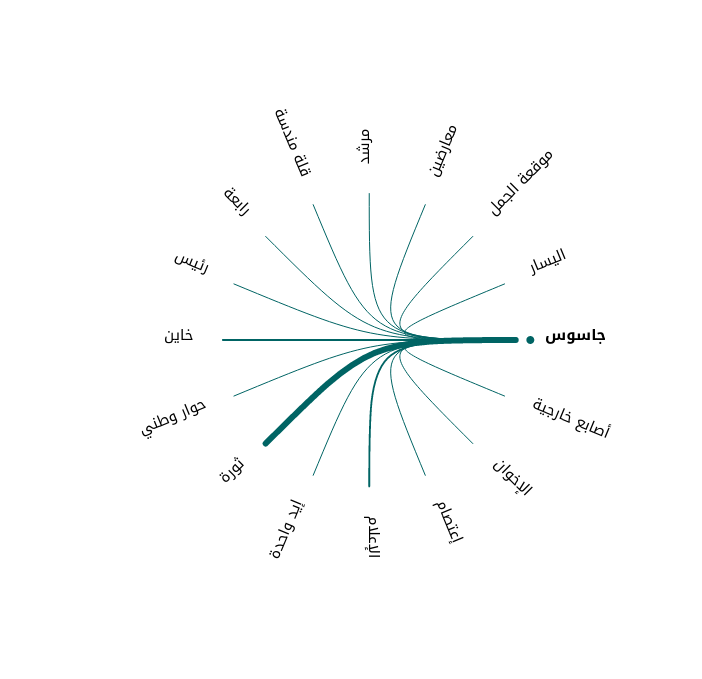 جاسوس
اليسار
موقعة الجمل
معارضين
مرشد
قلة مندسة
رابعة
رئيس
خاين
حوار وطني
ثورة
إيد واحدة
الإعلام
إعتصام
الإخوان
أصابع خارجية